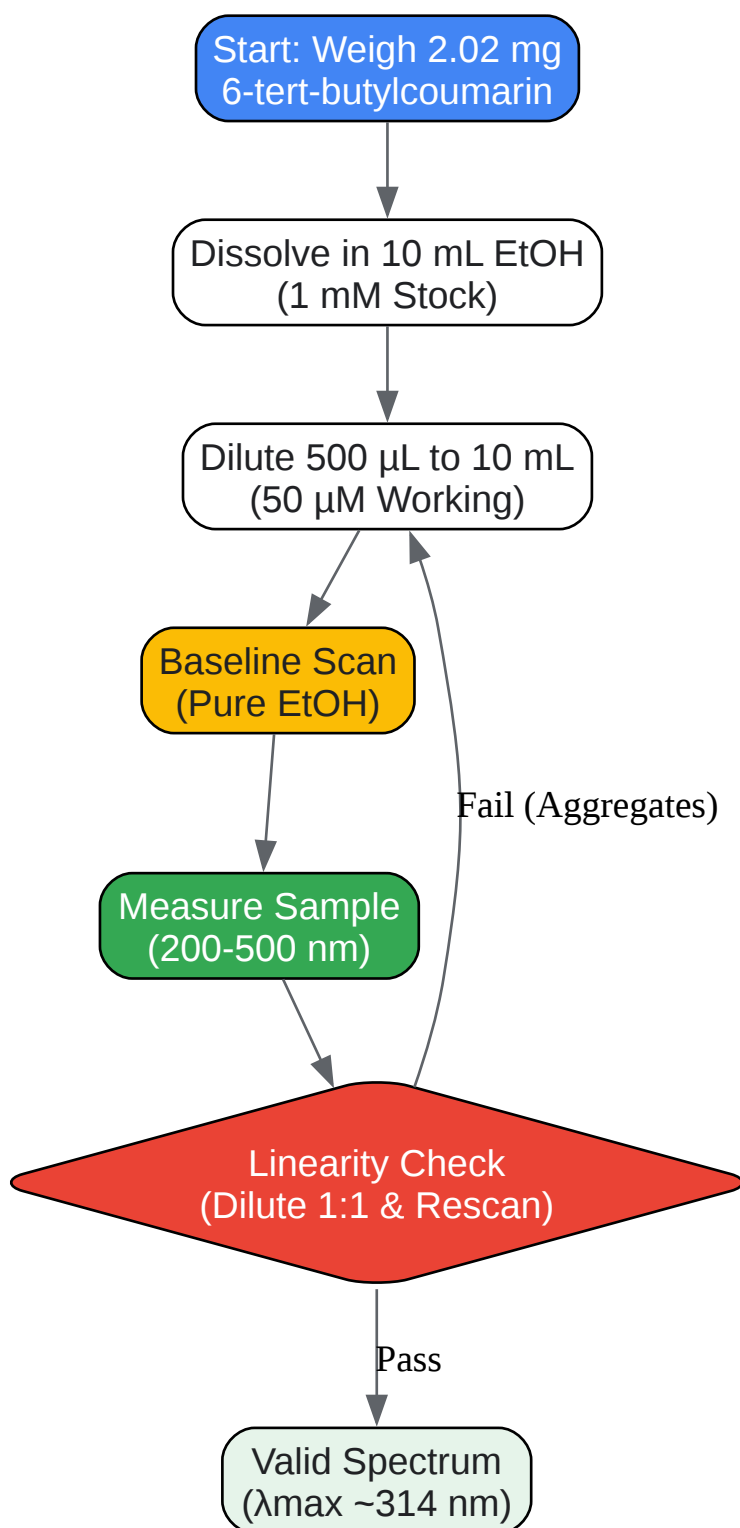 Start: Weigh 2.02 mg
6-tert-butylcoumarin
Dissolve in 10 mL EtOH
(1 mM Stock)
Dilute 500 µL to 10 mL
(50 µM Working)
Baseline Scan
(Pure EtOH)
Fail (Aggregates)
Measure Sample
(200-500 nm)
Linearity Check
(Dilute 1:1 & Rescan)
Pass
Valid Spectrum
(λmax ~314 nm)